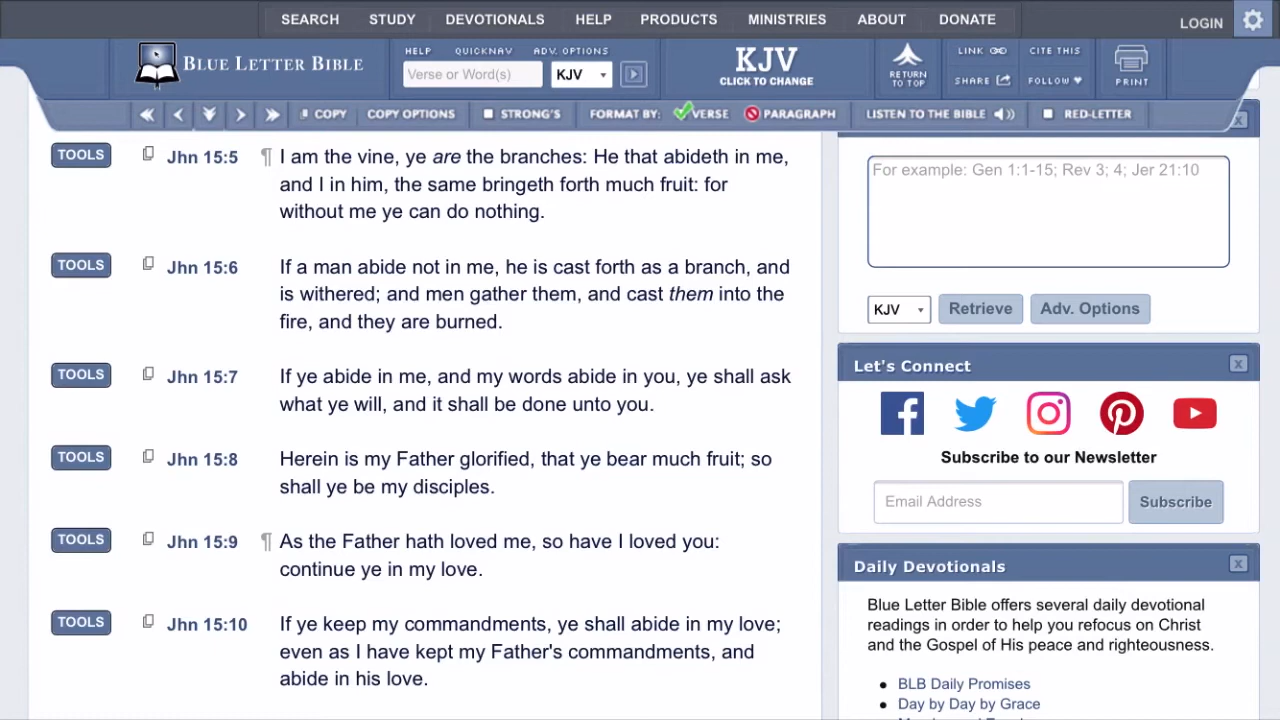 SEARCH STUDY DEVOTIONALS HELP PRODUCTS MINISTRIES ABOUT DONATE LOGIN
BLUE LETTER BIBLE
HELP QUICKNAV ADV. OPTIONS
Verse or Word(s) KJV
KJV
CLICK TO CHANGE
RETURN
TO TOP
LINK CITE THIS
SHARE FOLLOW
PRINT
COPY COPY OPTIONS STRONG'S FORMAT BY: VERSE PARAGRAPH LISTEN TO THE BIBLE RED-LETTER
TOOLS Jhn 15:5 ¶ I am the vine, ye are the branches: He that abideth in me,
and I in him, the same bringeth forth much fruit: for
without me ye can do nothing.
TOOLS Jhn 15:6 If a man abide not in me, he is cast forth as a branch, and
is withered; and men gather them, and cast them into the
fire, and they are burned.
TOOLS Jhn 15:7 If ye abide in me, and my words abide in you, ye shall ask
what ye will, and it shall be done unto you.
TOOLS Jhn 15:8 Herein is my Father glorified, that ye bear much fruit; so
shall ye be my disciples.
TOOLS Jhn 15:9 ¶ As the Father hath loved me, so have I loved you:
continue ye in my love.
TOOLS Jhn 15:10 If ye keep my commandments, ye shall abide in my love;
even as I have kept my Father's commandments, and
abide in his love.
x
For example: Gen 1:1-15; Rev 3; 4; Jer 21:10
KJV Retrieve Adv. Options
Let's Connect x
Subscribe to our Newsletter
Email Address Subscribe
Daily Devotionals x
Blue Letter Bible offers several daily devotional
readings in order to help you refocus on Christ
and the Gospel of His peace and righteousness.
• BLB Daily Promises
• Day by Day by Grace